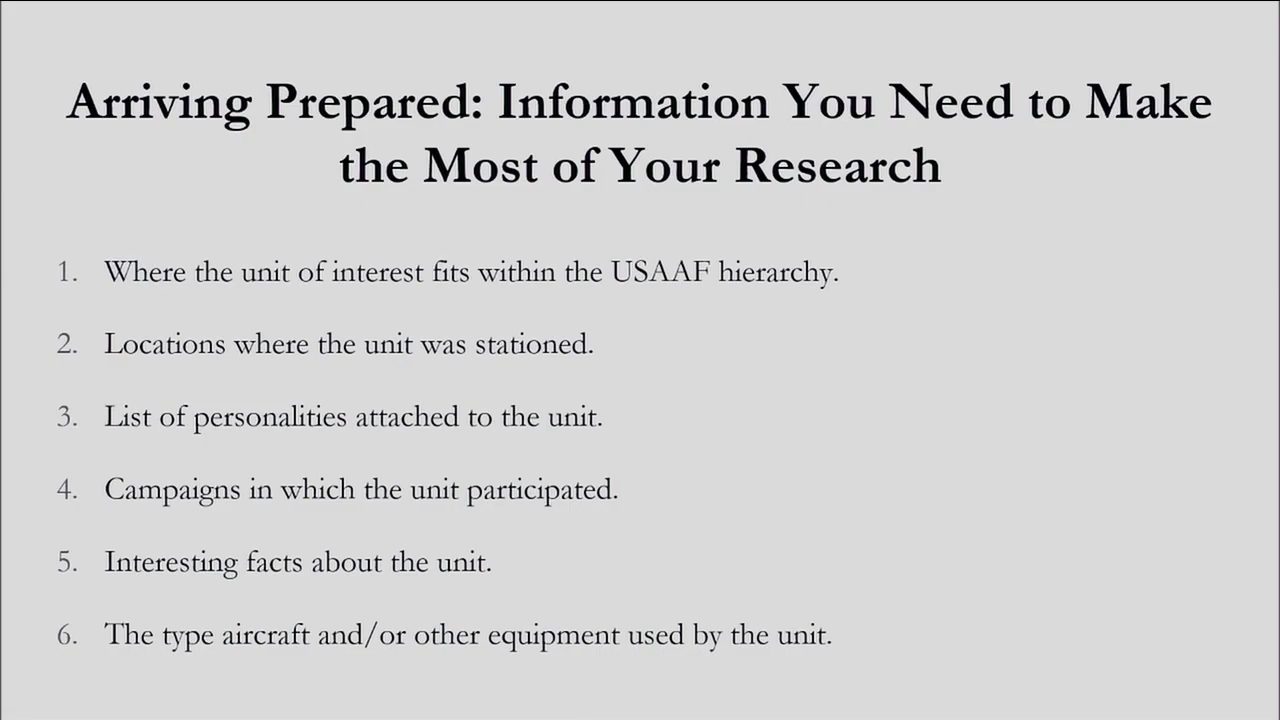 Arriving Prepared: Information You Need to Make
the Most of Your Research
1. Where the unit of interest fits within the USAAF hierarchy.
2. Locations where the unit was stationed.
3. List of personalities attached to the unit.
4. Campaigns in which the unit participated.
5. Interesting facts about the unit.
6. The type aircraft and/or other equipment used by the unit.